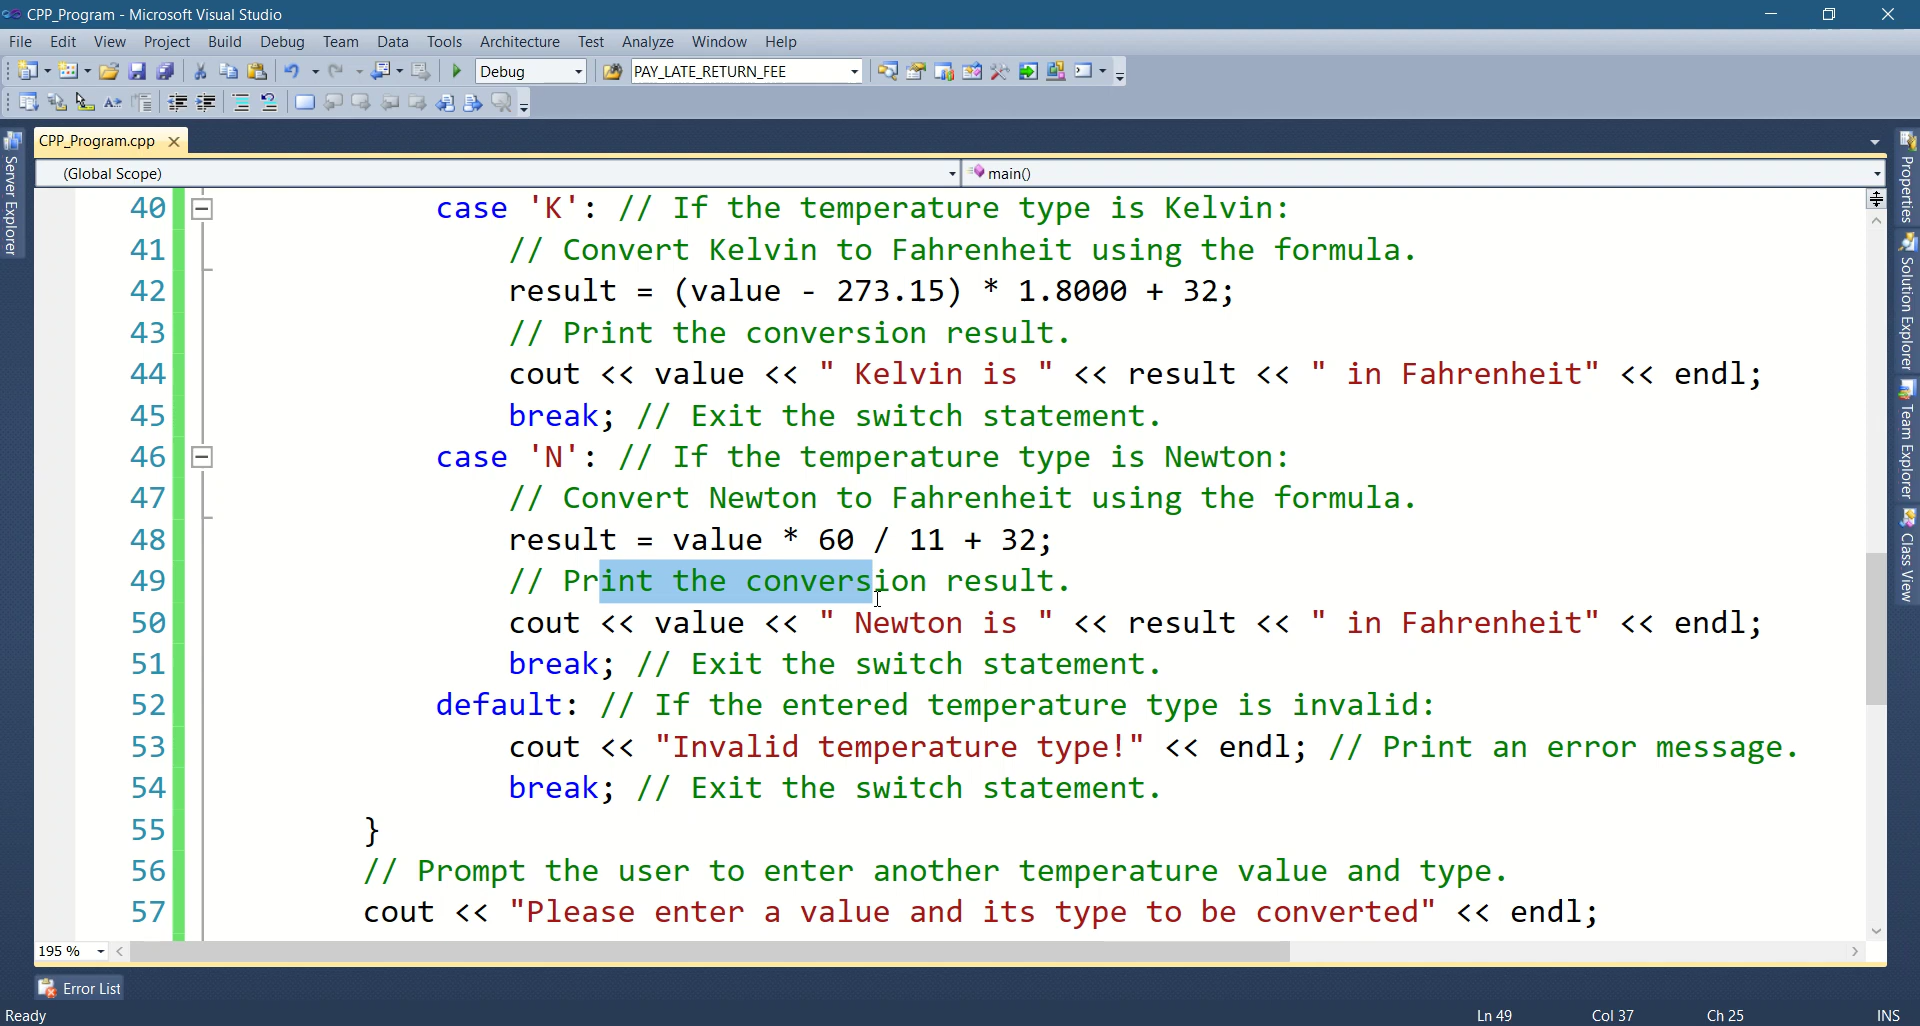 CPP_Program - Microsoft Visual Studio
File Edit View Project Build Debug Team Data Tools Architecture Test Analyze Window Help
Debug PAY_LATE_RETURN_FEE
CPP_Program.cpp
(Global Scope) main()
Server Explorer
Properties
Solution Explorer
Team Explorer
Class View
40 case 'K': // If the temperature type is Kelvin:
41 // Convert Kelvin to Fahrenheit using the formula.
42 result = (value - 273.15) * 1.8000 + 32;
43 // Print the conversion result.
44 cout << value << " Kelvin is " << result << " in Fahrenheit" << endl;
45 break; // Exit the switch statement.
46 case 'N': // If the temperature type is Newton:
47 // Convert Newton to Fahrenheit using the formula.
48 result = value * 60 / 11 + 32;
49 // Print the conversion result.
50 cout << value << " Newton is " << result << " in Fahrenheit" << endl;
51 break; // Exit the switch statement.
52 default: // If the entered temperature type is invalid:
53 cout << "Invalid temperature type!" << endl; // Print an error message.
54 break; // Exit the switch statement.
55 }
56 // Prompt the user to enter another temperature value and type.
57 cout << "Please enter a value and its type to be converted" << endl;
195 %
Error List
Ready Ln 49 Col 37 Ch 25 INS